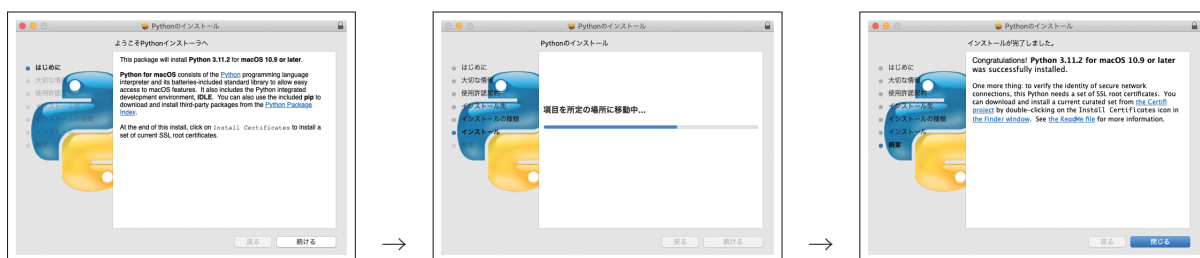 Pythonのインストール
ようこそPythonインストーラへ
はじめに
大切な情報
使用許諾契約
インストール先
インストールの種類
インストール
概要
This package will install Python 3.11.2 for macOS 10.9 or later.
Python for macOS consists of the Python programming language
interpreter and its batteries-included standard library to allow easy
access to macOS features. It also includes the Python integrated
development environment, IDLE. You can also use the included pip to
download and install third-party packages from the Python Package
Index.
At the end of this install, click on Install Certificates to install a
set of current SSL root certificates.
戻る
続ける
→
Pythonのインストール
Pythonのインストール
はじめに
大切な情報
使用許諾契約
インストール先
インストールの種類
インストール
概要
項目を所定の場所に移動中...
戻る
続ける
→
Pythonのインストール
インストールが完了しました。
はじめに
大切な情報
使用許諾契約
インストール先
インストールの種類
インストール
概要
Congratulations! Python 3.11.2 for macOS 10.9 or later
was successfully installed.
One more thing: to verify the identity of secure network
connections, this Python needs a set of SSL root certificates. You
can download and install a current curated set from the Certifi
project by double-clicking on the Install Certificates icon in
the Finder window. See the ReadMe file for more information.
戻る
閉じる